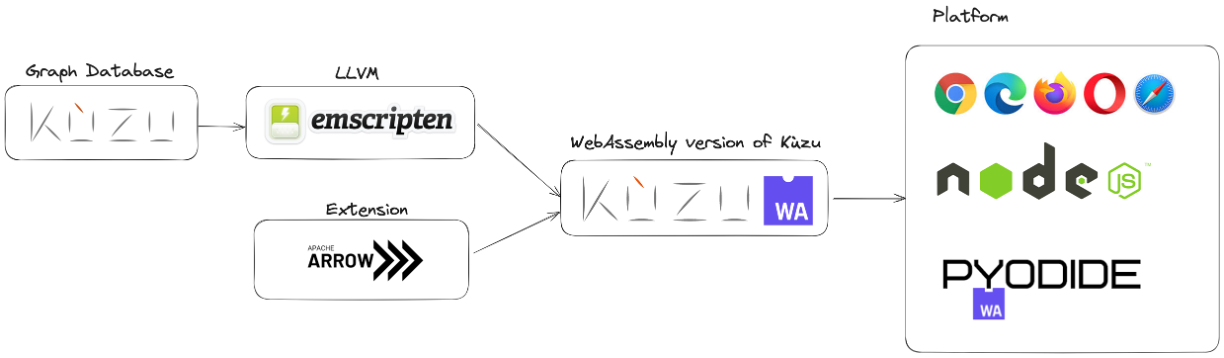 Platform
Graph Database
LLVM
KÙZU
emscripten
WebAssembly version of Kùzu
KÙZU
WA
Extension
APACHE
ARROW
node
JS
™
PYODIDE
WA